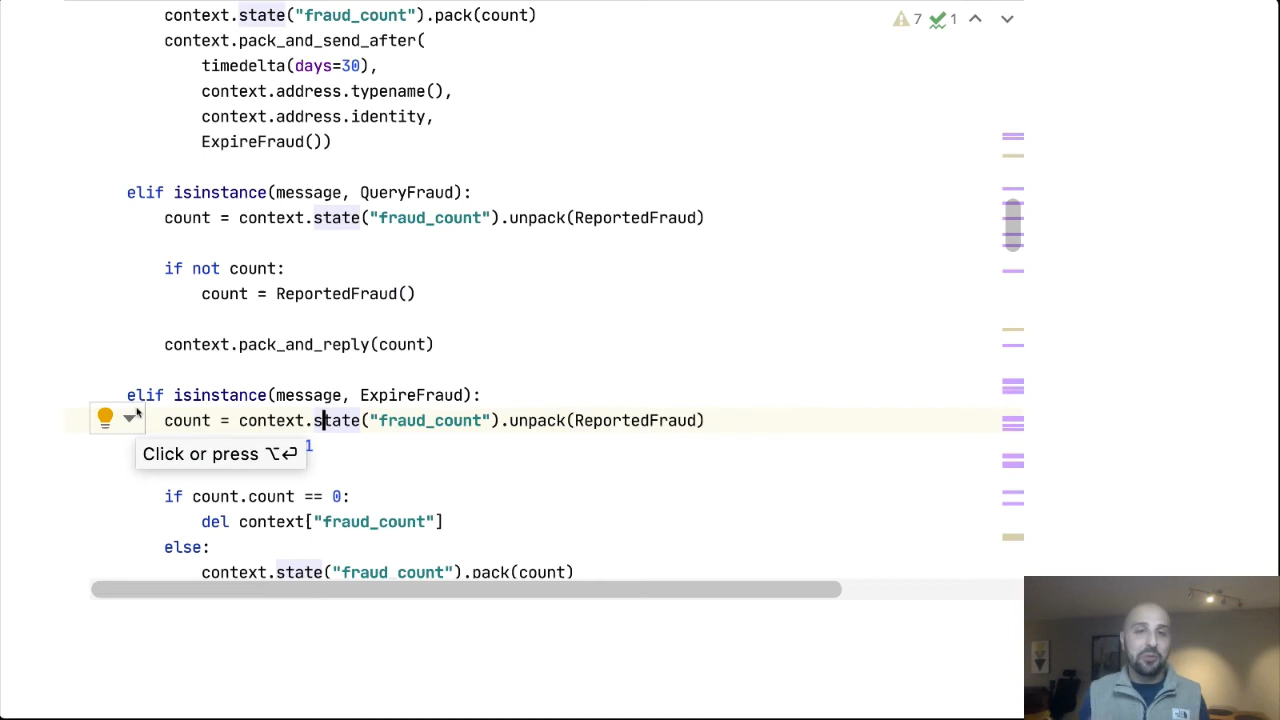 context.state("fraud_count").pack(count)
7 1
context.pack_and_send_after(
timedelta(days=30),
context.address.typename(),
context.address.identity,
ExpireFraud())
elif isinstance(message, QueryFraud):
count = context.state("fraud_count").unpack(ReportedFraud)
if not count:
count = ReportedFraud()
context.pack_and_reply(count)
elif isinstance(message, ExpireFraud):
count = context.state("fraud_count").unpack(ReportedFraud)
1
Click or press ⌥⏎
if count.count == 0:
del context["fraud_count"]
else:
context.state("fraud_count").pack(count)